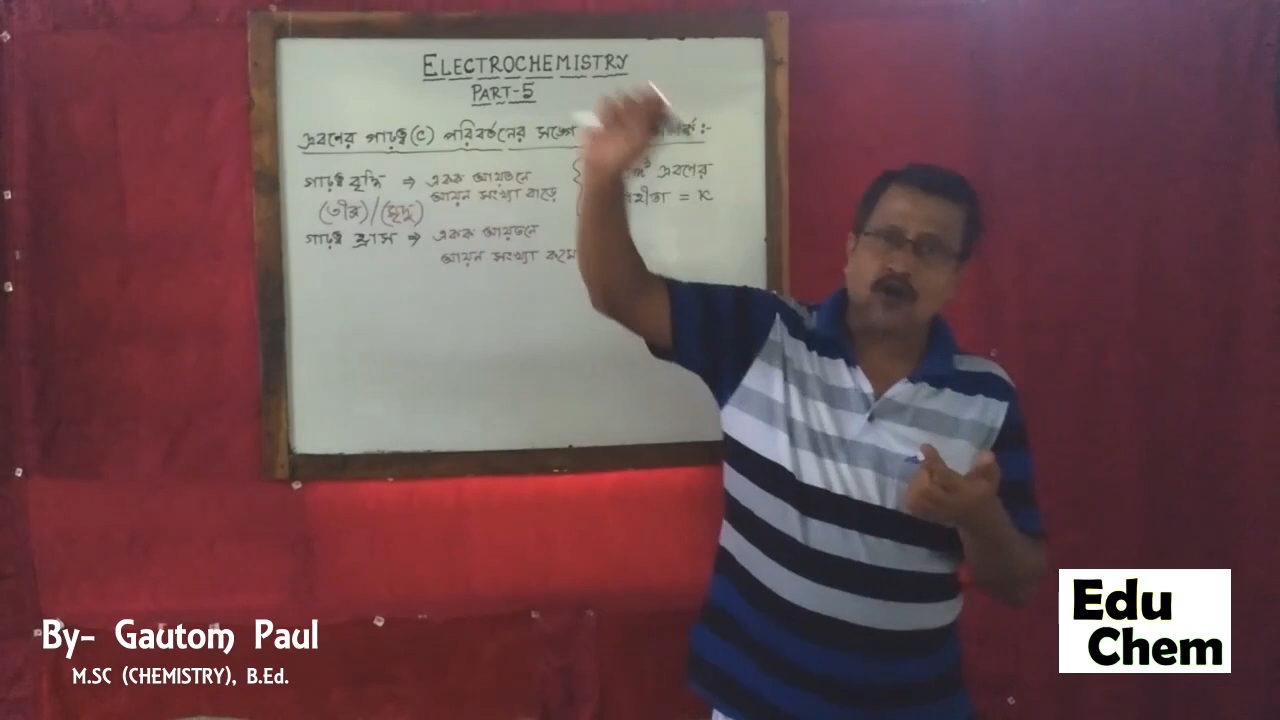 ELECTROCHEMISTRY
PART-5
দ্রবণের গাঢ়ত্ব (C) পরিবর্তনের সঙ্গে
গাঢ়ত্ব বৃদ্ধি ⇒ একক আয়তনে
আয়ন সংখ্যা বাড়ে
দ্রবণের
= K
(তীব্র)/(মৃদু)
গাঢ়ত্ব হ্রাস ⇒ একক আয়তনে
আয়ন সংখ্যা কমে
By- Gautom Paul
M.SC (CHEMISTRY), B.Ed.
Edu
Chem